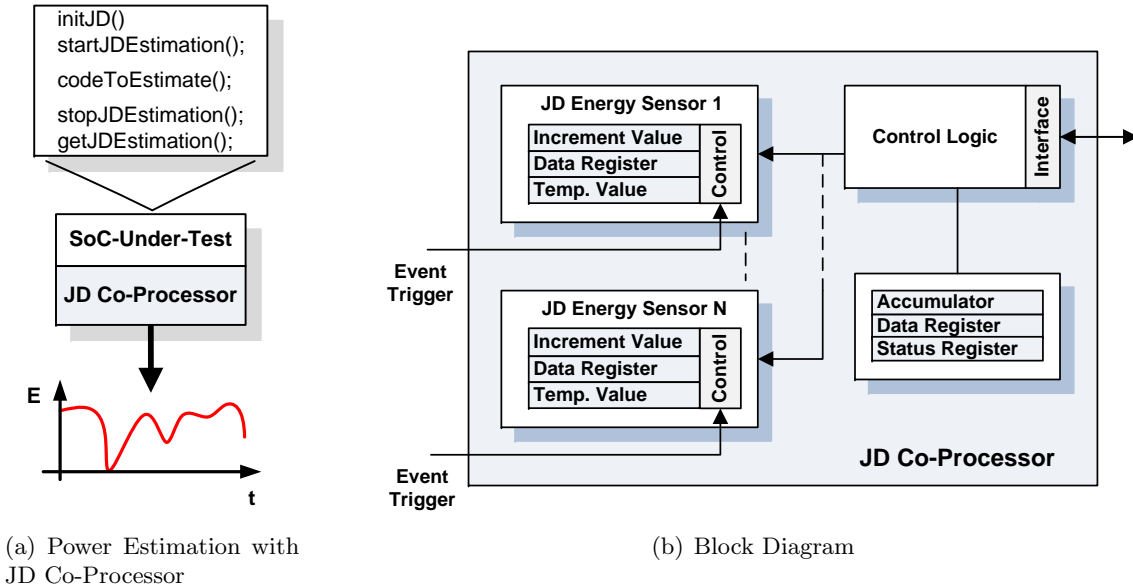 initJD()
startJDEstimation();
codeToEstimate();
stopJDEstimation();
getJDEstimation();
SoC-Under-Test
JD Co-Processor
E
t
(a) Power Estimation with
JD Co-Processor
JD Energy Sensor 1
Increment Value
Data Register
Temp. Value
Control
Event
Trigger
JD Energy Sensor N
Increment Value
Data Register
Temp. Value
Control
Event
Trigger
Control Logic
Interface
Accumulator
Data Register
Status Register
JD Co-Processor
(b) Block Diagram